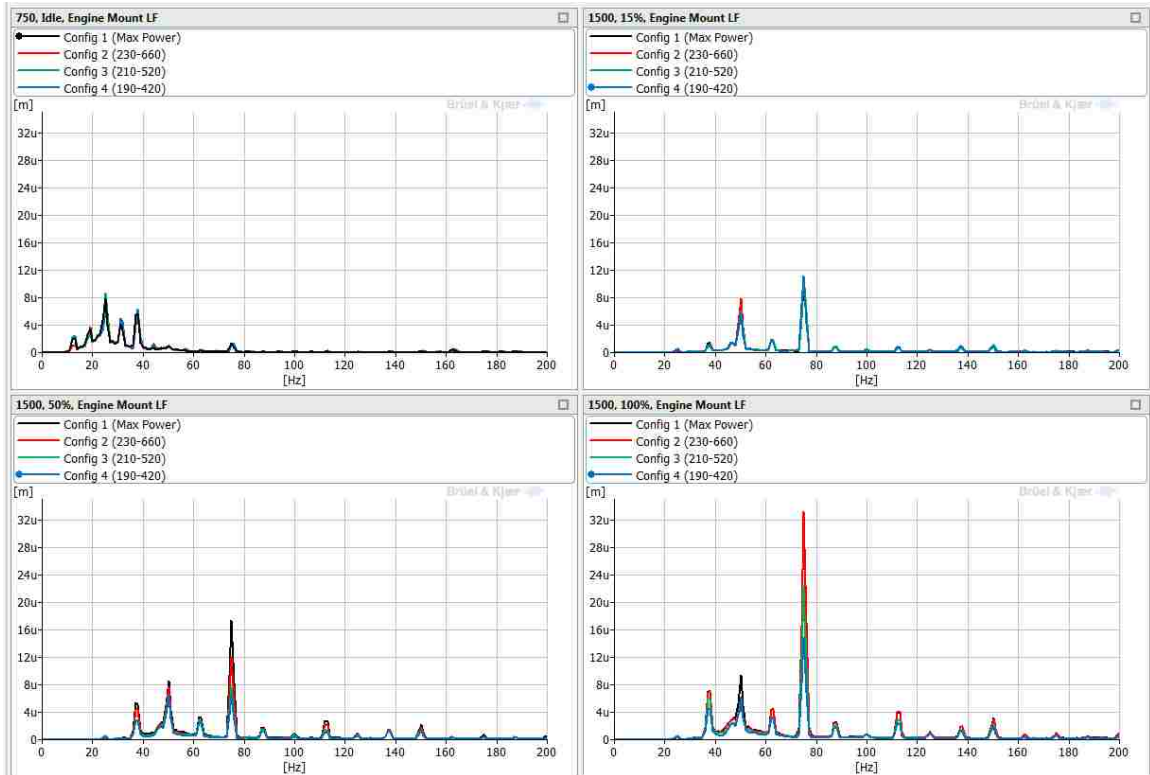 750, Idle, Engine Mount LF
Config 1 (Max Power)
Config 2 (230-660)
Config 3 (210-520)
Config 4 (190-420)
[m]
Brüel & Kjær
32u
28u
24u
20u
16u
12u
8u
4u
0
0 20 40 60 80 100 120 140 160 180 200
[Hz]
1500, 15%, Engine Mount LF
Config 1 (Max Power)
Config 2 (230-660)
Config 3 (210-520)
Config 4 (190-420)
[m]
Brüel & Kjær
32u
28u
24u
20u
16u
12u
8u
4u
0
0 20 40 60 80 100 120 140 160 180 200
[Hz]
1500, 50%, Engine Mount LF
Config 1 (Max Power)
Config 2 (230-660)
Config 3 (210-520)
Config 4 (190-420)
[m]
Brüel & Kjær
32u
28u
24u
20u
16u
12u
8u
4u
0
0 20 40 60 80 100 120 140 160 180 200
[Hz]
1500, 100%, Engine Mount LF
Config 1 (Max Power)
Config 2 (230-660)
Config 3 (210-520)
Config 4 (190-420)
[m]
Brüel & Kjær
32u
28u
24u
20u
16u
12u
8u
4u
0
0 20 40 60 80 100 120 140 160 180 200
[Hz]